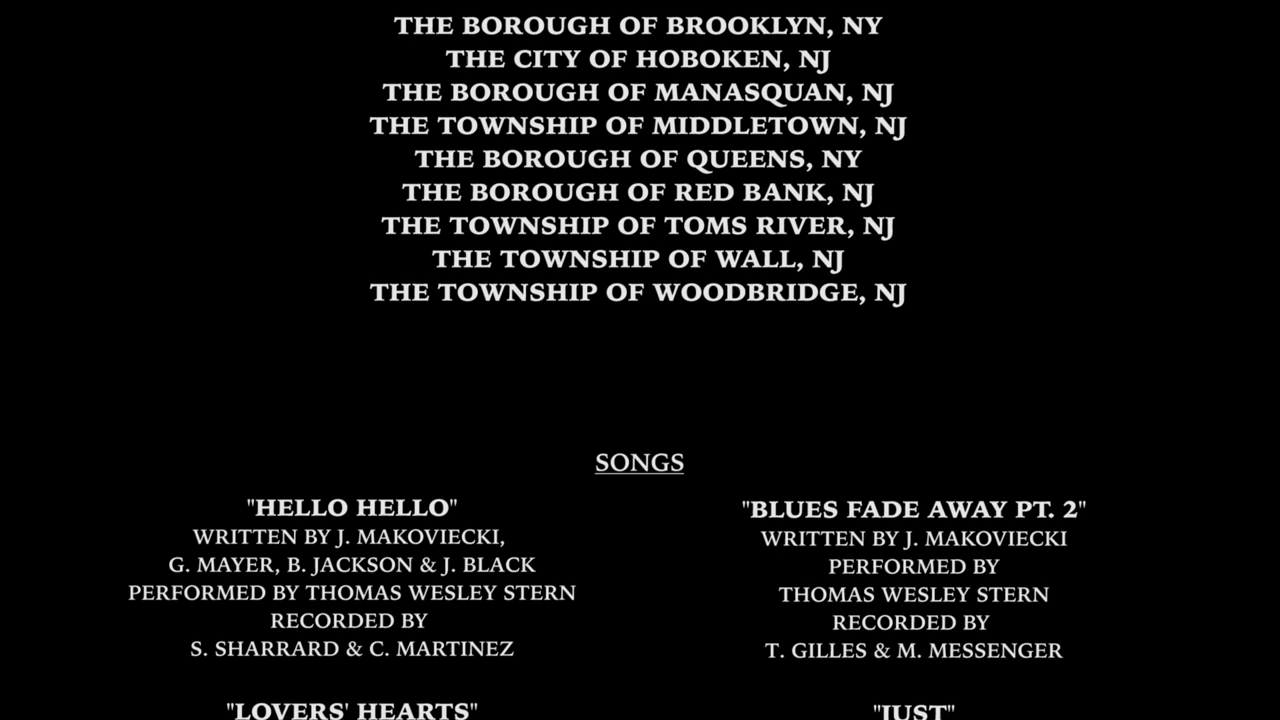 THE BOROUGH OF BROOKLYN, NY
THE CITY OF HOBOKEN, NJ
THE BOROUGH OF MANASQUAN, NJ
THE TOWNSHIP OF MIDDLETOWN, NJ
THE BOROUGH OF QUEENS, NY
THE BOROUGH OF RED BANK, NJ
THE TOWNSHIP OF TOMS RIVER, NJ
THE TOWNSHIP OF WALL, NJ
THE TOWNSHIP OF WOODBRIDGE, NJ
SONGS
"HELLO HELLO"
WRITTEN BY J. MAKOVIECKI,
G. MAYER, B. JACKSON & J. BLACK
PERFORMED BY THOMAS WESLEY STERN
RECORDED BY
S. SHARRARD & C. MARTINEZ
"LOVERS' HEARTS"
"BLUES FADE AWAY PT. 2"
WRITTEN BY J. MAKOVIECKI
PERFORMED BY
THOMAS WESLEY STERN
RECORDED BY
T. GILLES & M. MESSENGER
"JUST"